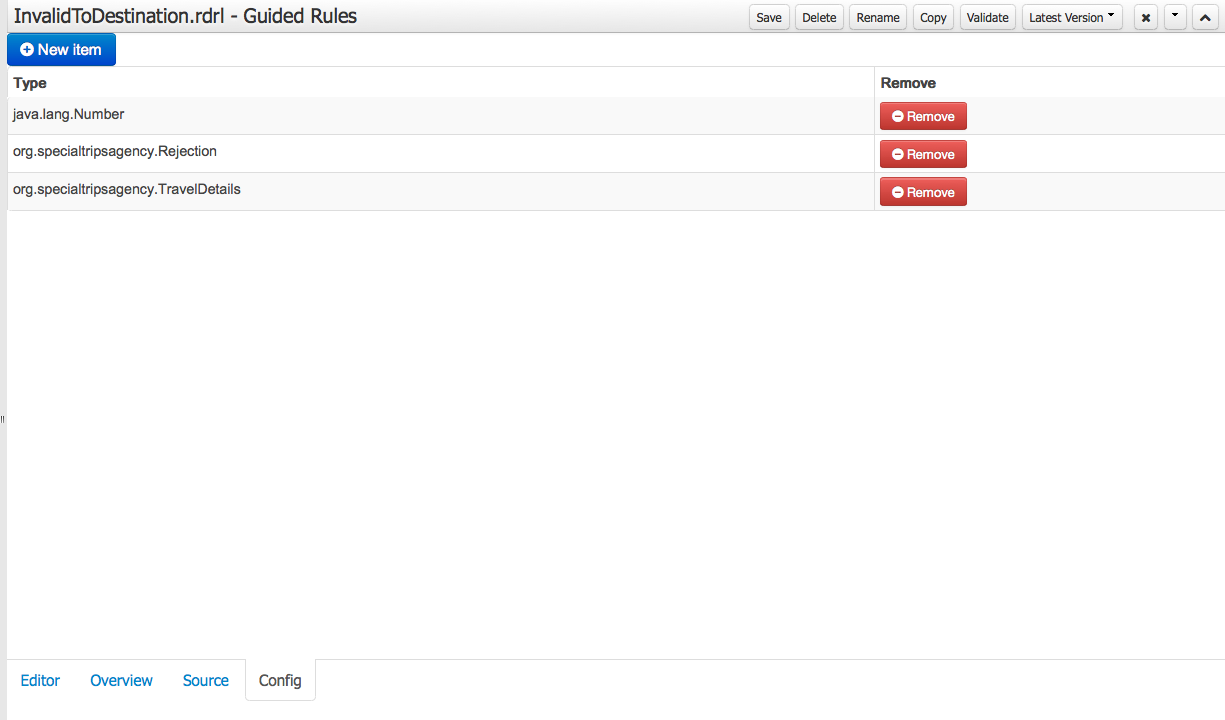 InvalidToDestination.rdrl - Guided Rules Save Delete Rename Copy Validate Latest Version
New item
Type Remove
java.lang.Number Remove
org.specialtripsagency.Rejection Remove
org.specialtripsagency.TravelDetails Remove
Editor Overview Source Config